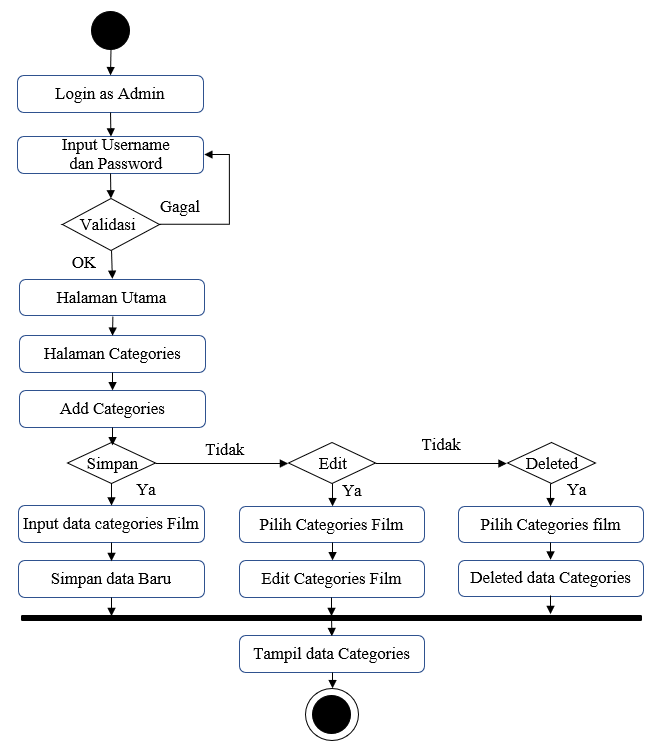 Login as Admin
Input Username
dan Password
Gagal
Validasi
OK
Halaman Utama
Halaman Categories
Add Categories
Simpan
Tidak
Edit
Tidak
Deleted
Ya
Ya
Ya
Input data categories Film
Pilih Categories Film
Pilih Categories film
Simpan data Baru
Edit Categories Film
Deleted data Categories
Tampil data Categories